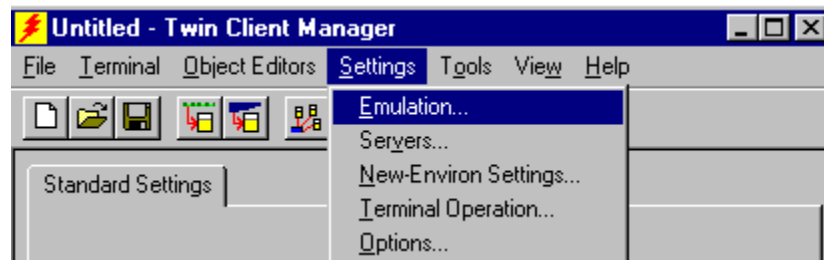 Untitled - Twin Client Manager
File Terminal Object Editors Settings Tools View Help
Emulation...
Servers...
Standard Settings
New-Environ Settings...
Terminal Operation...
Options...